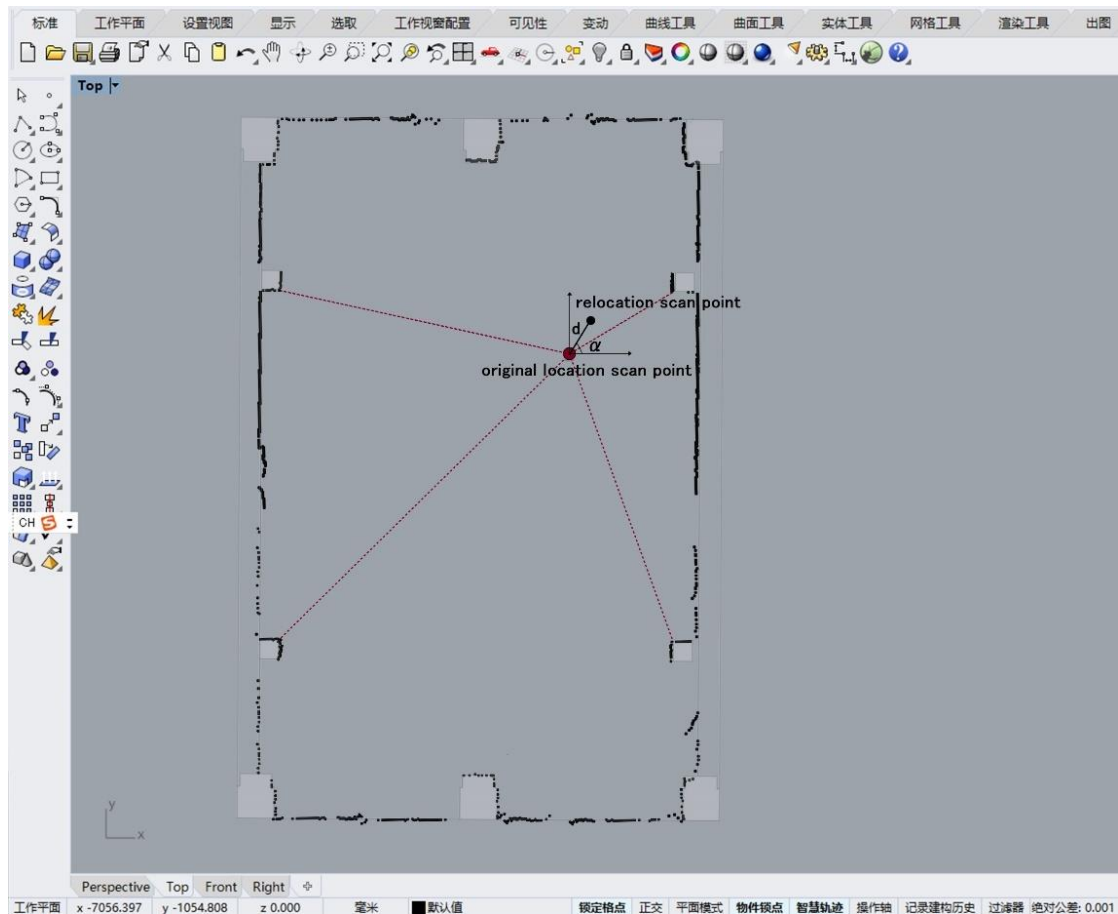 标准 工作平面 设置视图 显示 选取 工作视窗配置 可见性 变动 曲线工具 曲面工具 实体工具 网格工具 渲染工具 出图
Top
relocation scan point
d
α
original location scan point
CH
y
x
Perspective Top Front Right
工作平面 x -7056.397 y -1054.808 z 0.000 毫米 默认值 锁定格点 正交 平面模式 物件锁点 智慧轨迹 操作轴 记录建构历史 过滤器 绝对公差: 0.001